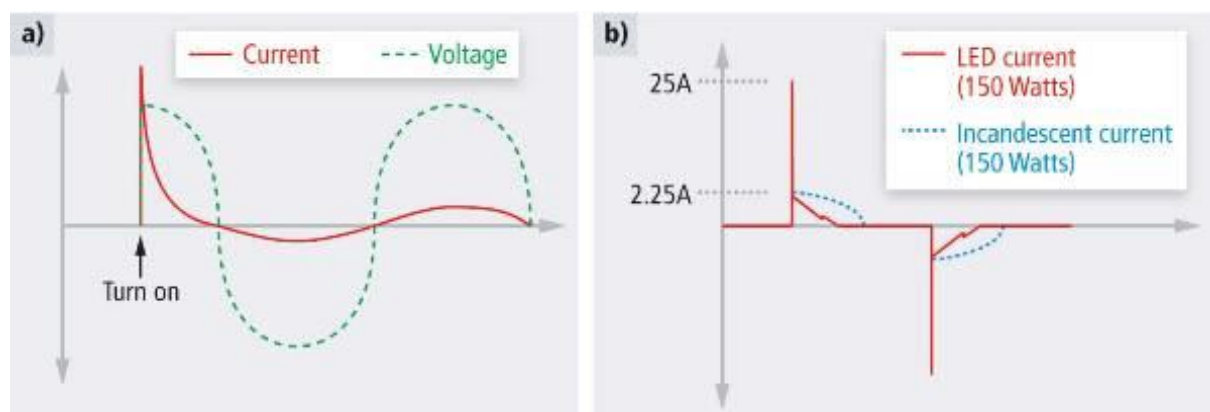 a)
Current
Voltage
Turn on
b)
25A
2.25A
LED current
(150 Watts)
Incandescent current
(150 Watts)